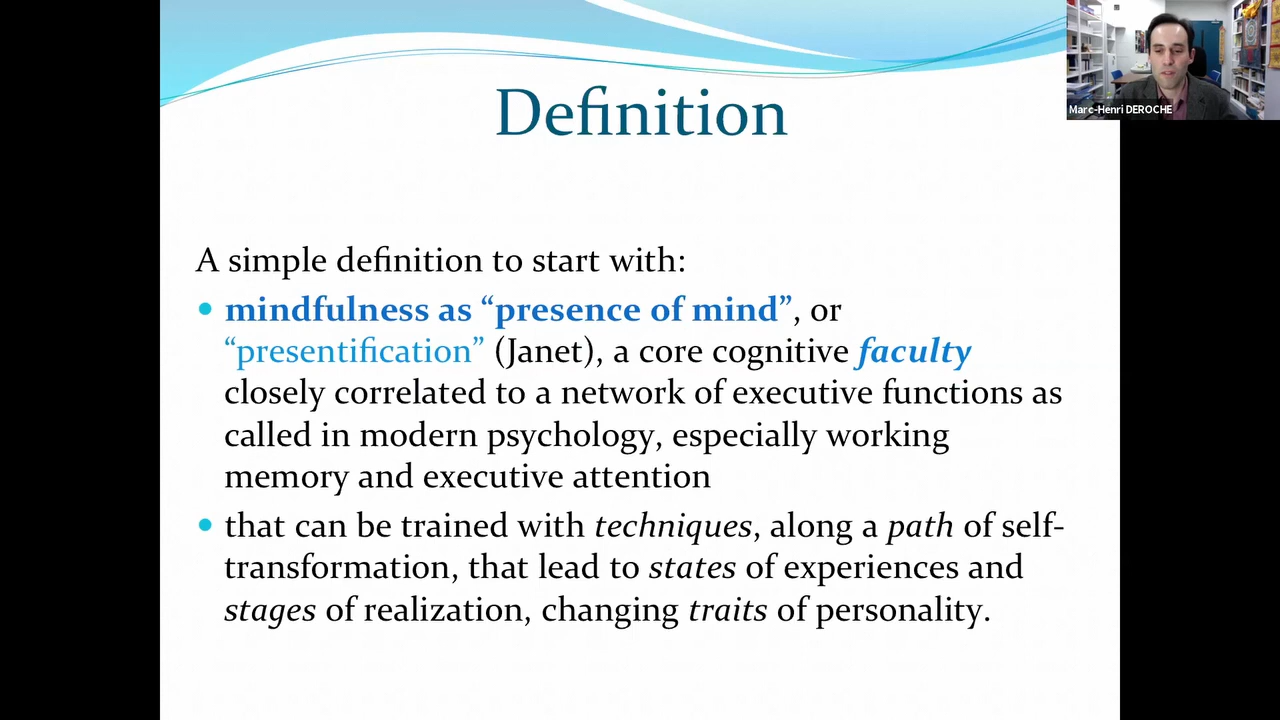 Marc-Henri DEROCHE
Definition
A simple definition to start with:
• mindfulness as “presence of mind”, or
“presentification” (Janet), a core cognitive faculty
closely correlated to a network of executive functions as
called in modern psychology, especially working
memory and executive attention
• that can be trained with techniques, along a path of self-
transformation, that lead to states of experiences and
stages of realization, changing traits of personality.